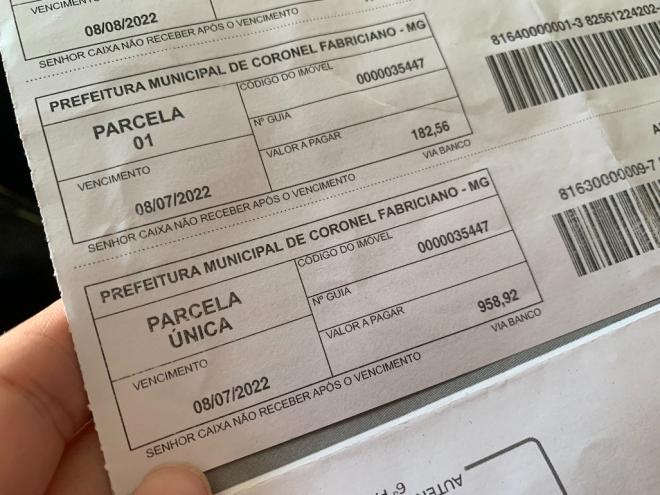 08/08/2022
SENHOR CAIXA NÃO RECEBER APÓS O VENCIMENTO
PREFEITURA MUNICIPAL DE CORONEL FABRICIANO - MG
PARCELA
01
CÓDIGO DO IMÓVEL
0000035447
Nº GUIA
VALOR A PAGAR
182,56
VENCIMENTO
08/07/2022
SENHOR CAIXA NÃO RECEBER APÓS O VENCIMENTO
VIA BANCO
81640000001-3 82561224202-
PREFEITURA MUNICIPAL DE CORONEL FABRICIANO - MG
PARCELA
ÚNICA
CÓDIGO DO IMÓVEL
0000035447
Nº GUIA
VALOR A PAGAR
958,92
VENCIMENTO
08/07/2022
SENHOR CAIXA NÃO RECEBER APÓS O VENCIMENTO
VIA BANCO
81630000009-7
AUTEN